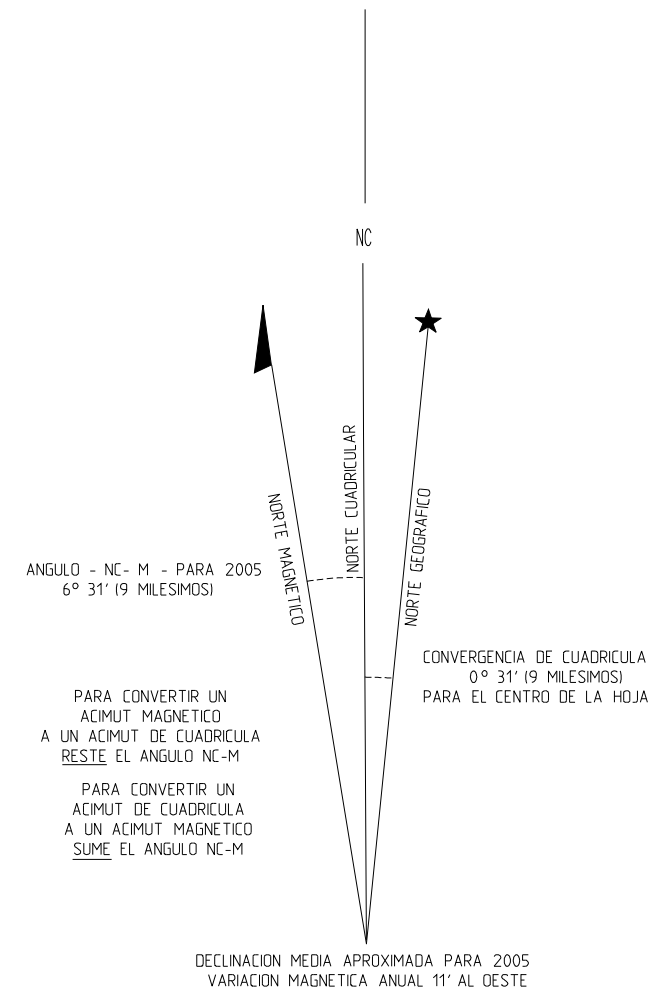 NC
NORTE MAGNETICO
NORTE CUADRICULAR
NORTE GEOGRAFICO
ANGULO - NC- M - PARA 2005
6º 31' (9 MILESIMOS)
CONVERGENCIA DE CUADRICULA
0º 31' (9 MILESIMOS)
PARA EL CENTRO DE LA HOJA
PARA CONVERTIR UN
ACIMUT MAGNETICO
A UN ACIMUT DE CUADRICULA
RESTE EL ANGULO NC-M
PARA CONVERTIR UN
ACIMUT DE CUADRICULA
A UN ACIMUT MAGNETICO
SUME EL ANGULO NC-M
DECLINACION MEDIA APROXIMADA PARA 2005
VARIACION MAGNETICA ANUAL 11' AL OESTE